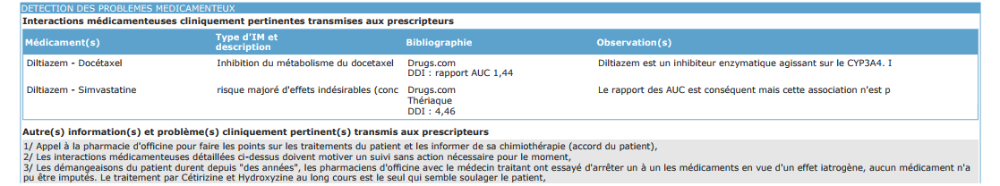 DETECTION DES PROBLEMES MEDICAMENTEUX
Interactions médicamenteuses cliniquement pertinentes transmises aux prescripteurs
Médicament(s) Type d'IM et description Bibliographie Observation(s)
Diltiazem - Docétaxel Inhibition du métabolisme du docetaxel Drugs.com Diltiazem est un inhibiteur enzymatique agissant sur le CYP3A4. I
DDI : rapport AUC 1,44
Diltiazem - Simvastatine risque majoré d'effets indésirables (conc Drugs.com Le rapport des AUC est conséquent mais cette association n'est p
Thériaque
DDI : 4,46
Autre(s) information(s) et problème(s) cliniquement pertinent(s) transmis aux prescripteurs
1/ Appel à la pharmacie d'officine pour faire les points sur les traitements du patient et les informer de sa chimiothérapie (accord du patient),
2/ Les interactions médicamenteuses détaillées ci-dessus doivent motiver un suivi sans action nécessaire pour le moment,
3/ Les démangeaisons du patient durent depuis "des années", les pharmaciens d'officine avec le médecin traitant ont essayé d'arrêter un à un les médicaments en vue d'un effet iatrogène, aucun médicament n'a
pu être imputés. Le traitement par Cétirizine et Hydroxyzine au long cours est le seul qui semble soulager le patient,